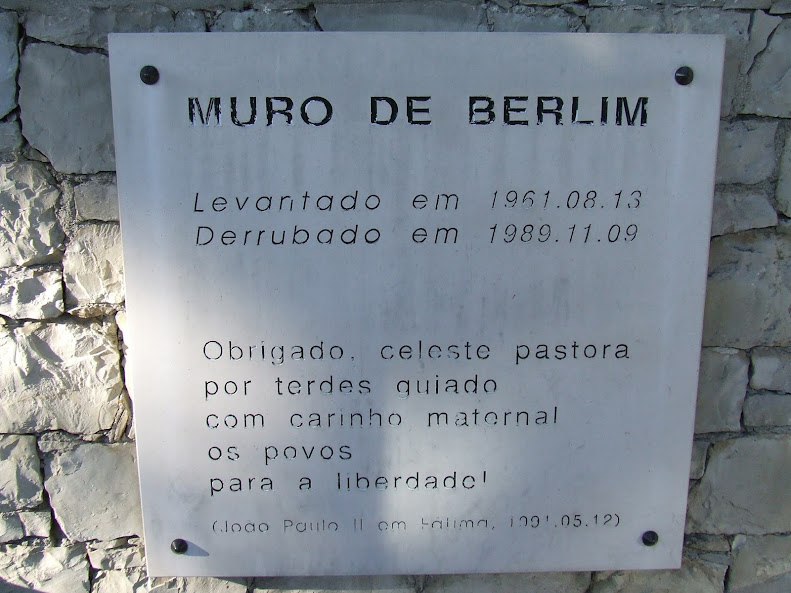 MURO DE BERLIM
Levantado em 1961.08.13
Derrubado em 1989.11.09
Obrigado, celeste pastora
por terdes guiado
com carinho maternal
os povos
para a liberdade!
(João Paulo II em Fátima, 1991.05.12)